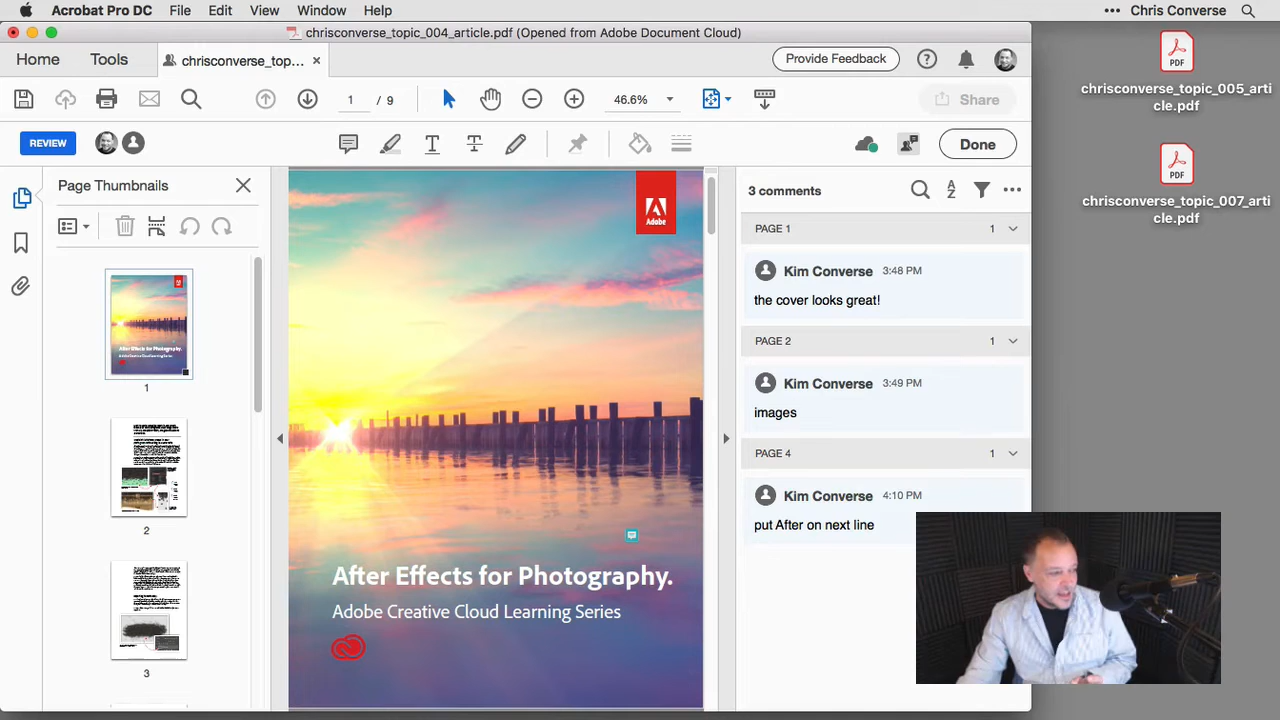 Acrobat Pro DC File Edit View Window Help
Chris Converse
chrisconverse_topic_004_article.pdf (Opened from Adobe Document Cloud)
Home Tools chrisconverse_top... ×
Provide Feedback
1 / 9
46.6%
Share
REVIEW
Done
Page Thumbnails
1
2
3
Adobe
After Effects for Photography.
Adobe Creative Cloud Learning Series
3 comments
PAGE 1 1
Kim Converse 3:48 PM
the cover looks great!
PAGE 2 1
Kim Converse 3:49 PM
images
PAGE 4 1
Kim Converse 4:10 PM
put After on next line
PDF
chrisconverse_topic_005_arti
cle.pdf
PDF
chrisconverse_topic_007_arti
cle.pdf